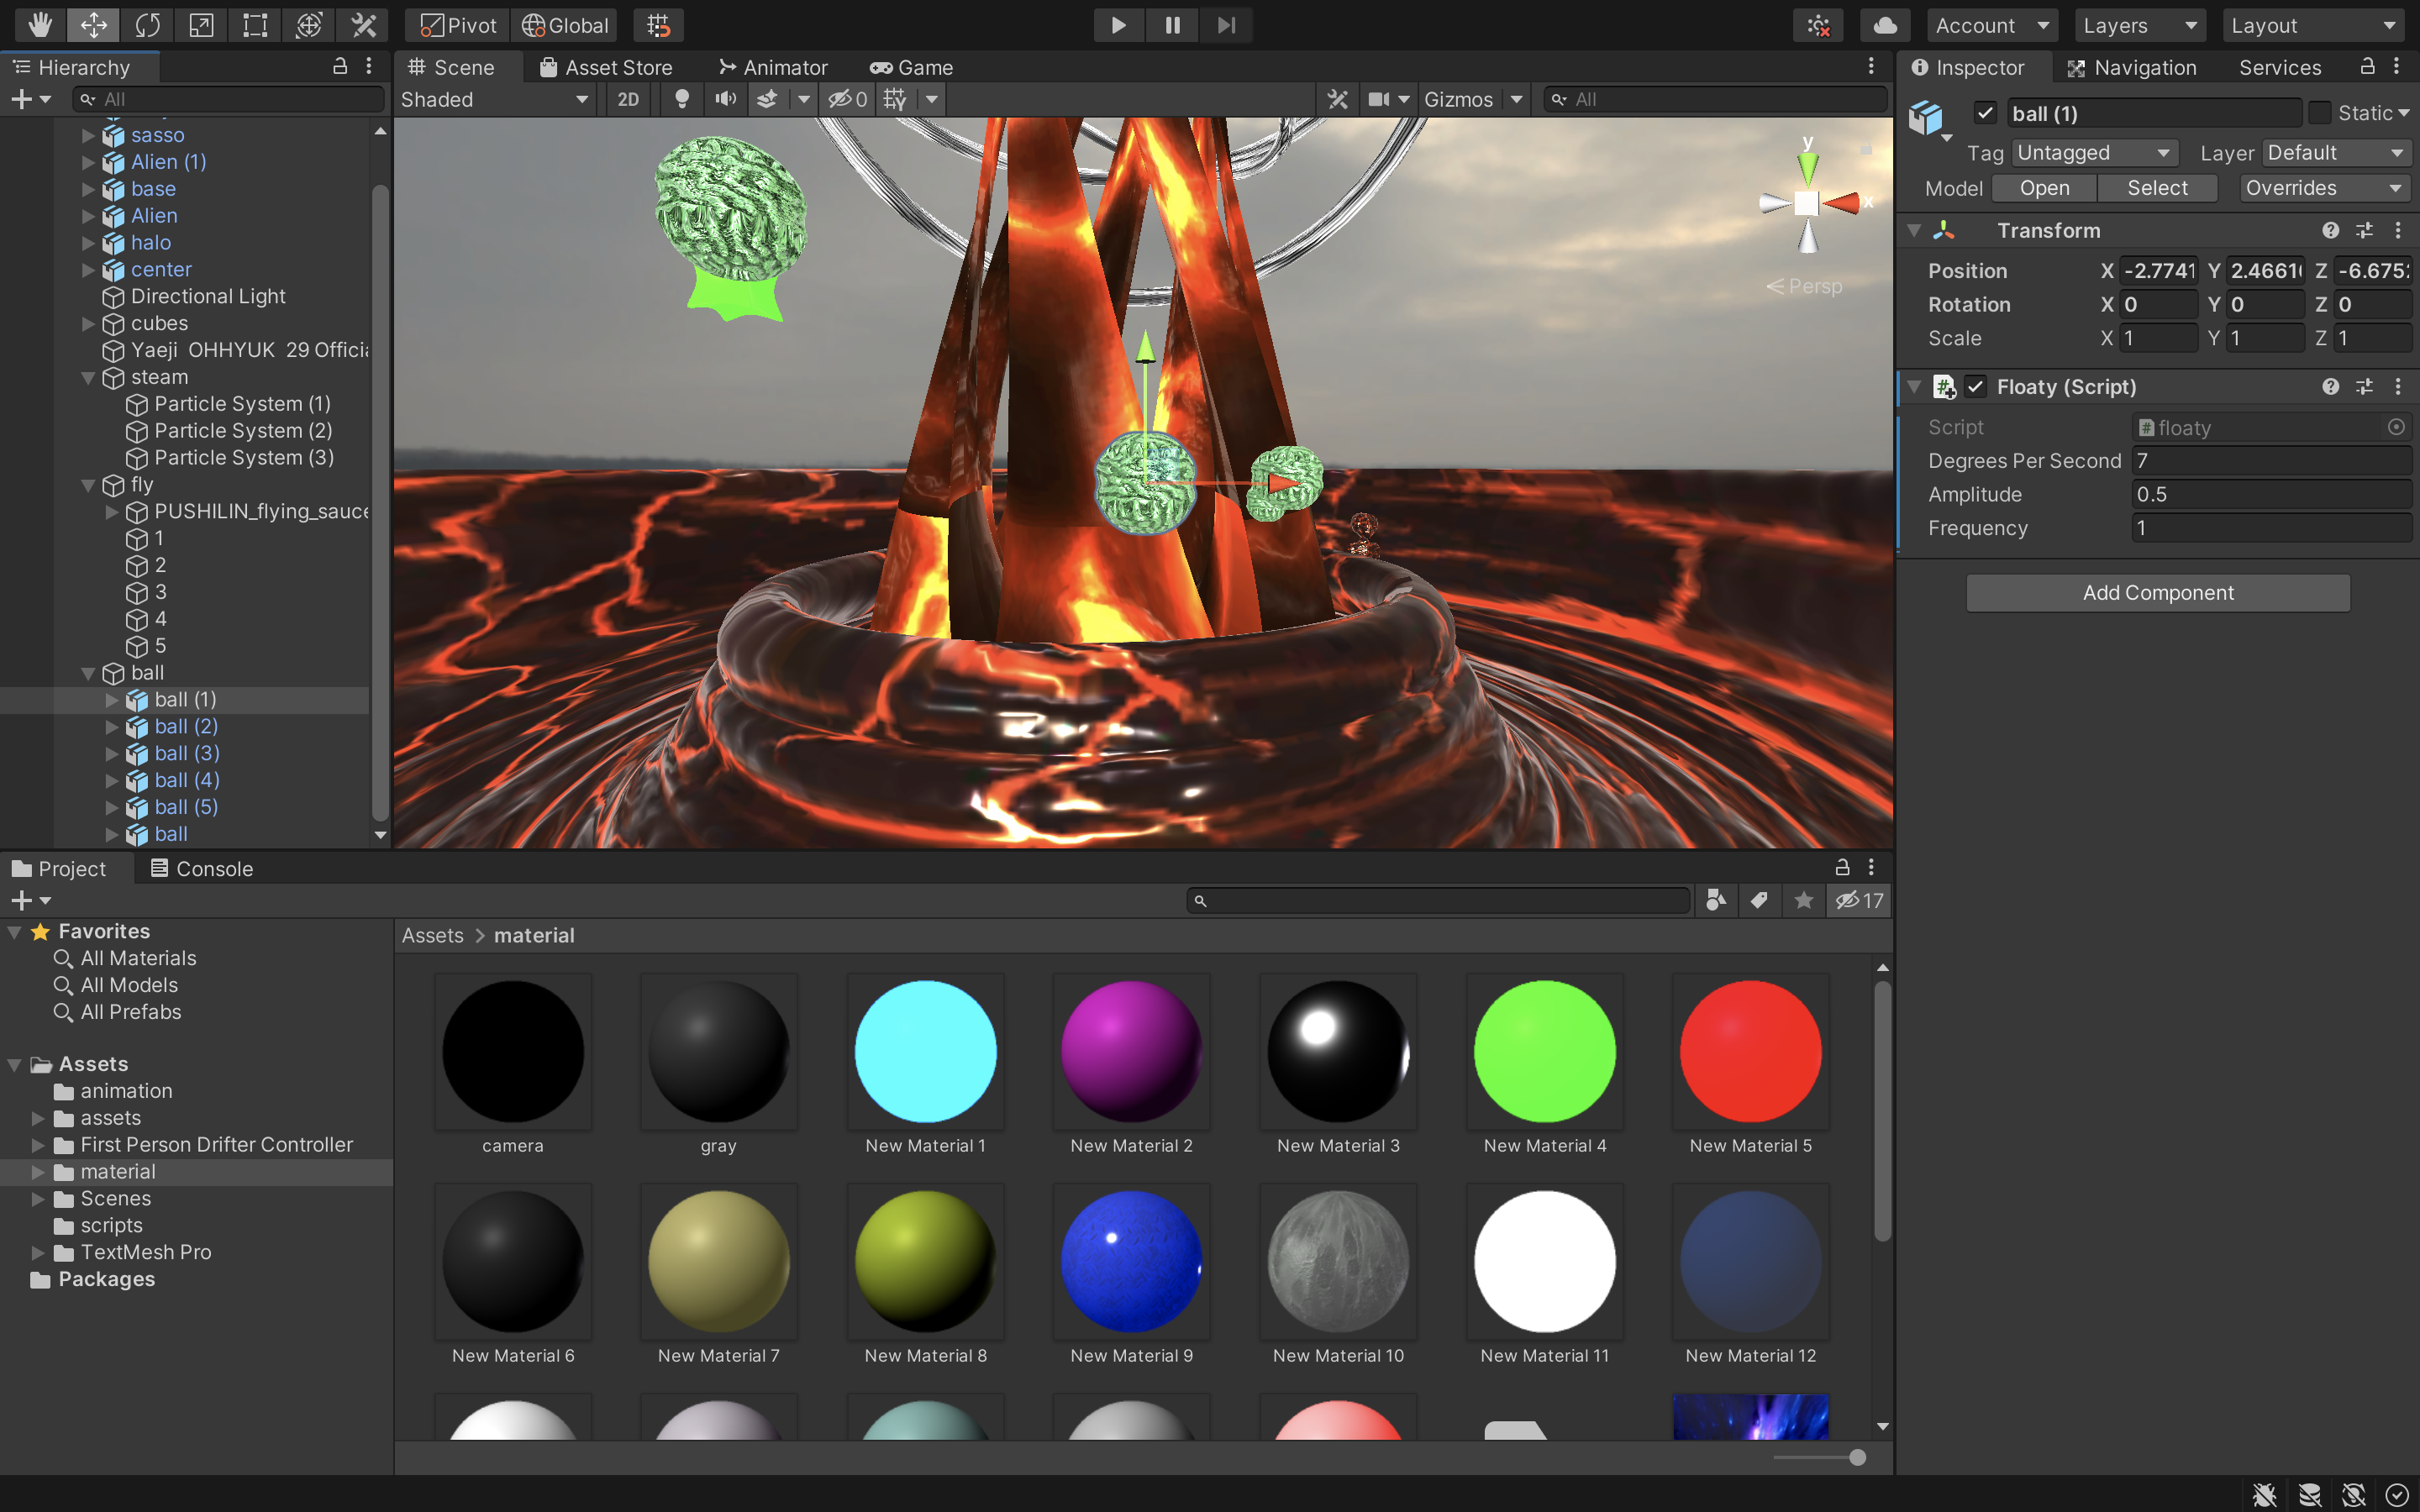 Pivot Global Account Layers Layout
Hierarchy
All
sasso
Alien (1)
base
Alien
halo
center
Directional Light
cubes
Yaeji OHHYUK 29 Officia
steam
Particle System (1)
Particle System (2)
Particle System (3)
fly
PUSHILIN_flying_sauce
1
2
3
4
5
ball
ball (1)
ball (2)
ball (3)
ball (4)
ball (5)
ball
Scene Asset Store Animator Game
Shaded 2D 0 Gizmos All
y
x
Persp
Inspector Navigation Services
ball (1) Static
Tag Untagged Layer Default
Model Open Select Overrides
Transform
Position X -2.7741 Y 2.4661 Z -6.675
Rotation X 0 Y 0 Z 0
Scale X 1 Y 1 Z 1
# Floaty (Script)
Script # floaty
Degrees Per Second 7
Amplitude 0.5
Frequency 1
Add Component
Project Console
17
Favorites
All Materials
All Models
All Prefabs
Assets
animation
assets
First Person Drifter Controller
material
Scenes
scripts
TextMesh Pro
Packages
Assets > material
camera gray New Material 1 New Material 2 New Material 3 New Material 4 New Material 5
New Material 6 New Material 7 New Material 8 New Material 9 New Material 10 New Material 11 New Material 12